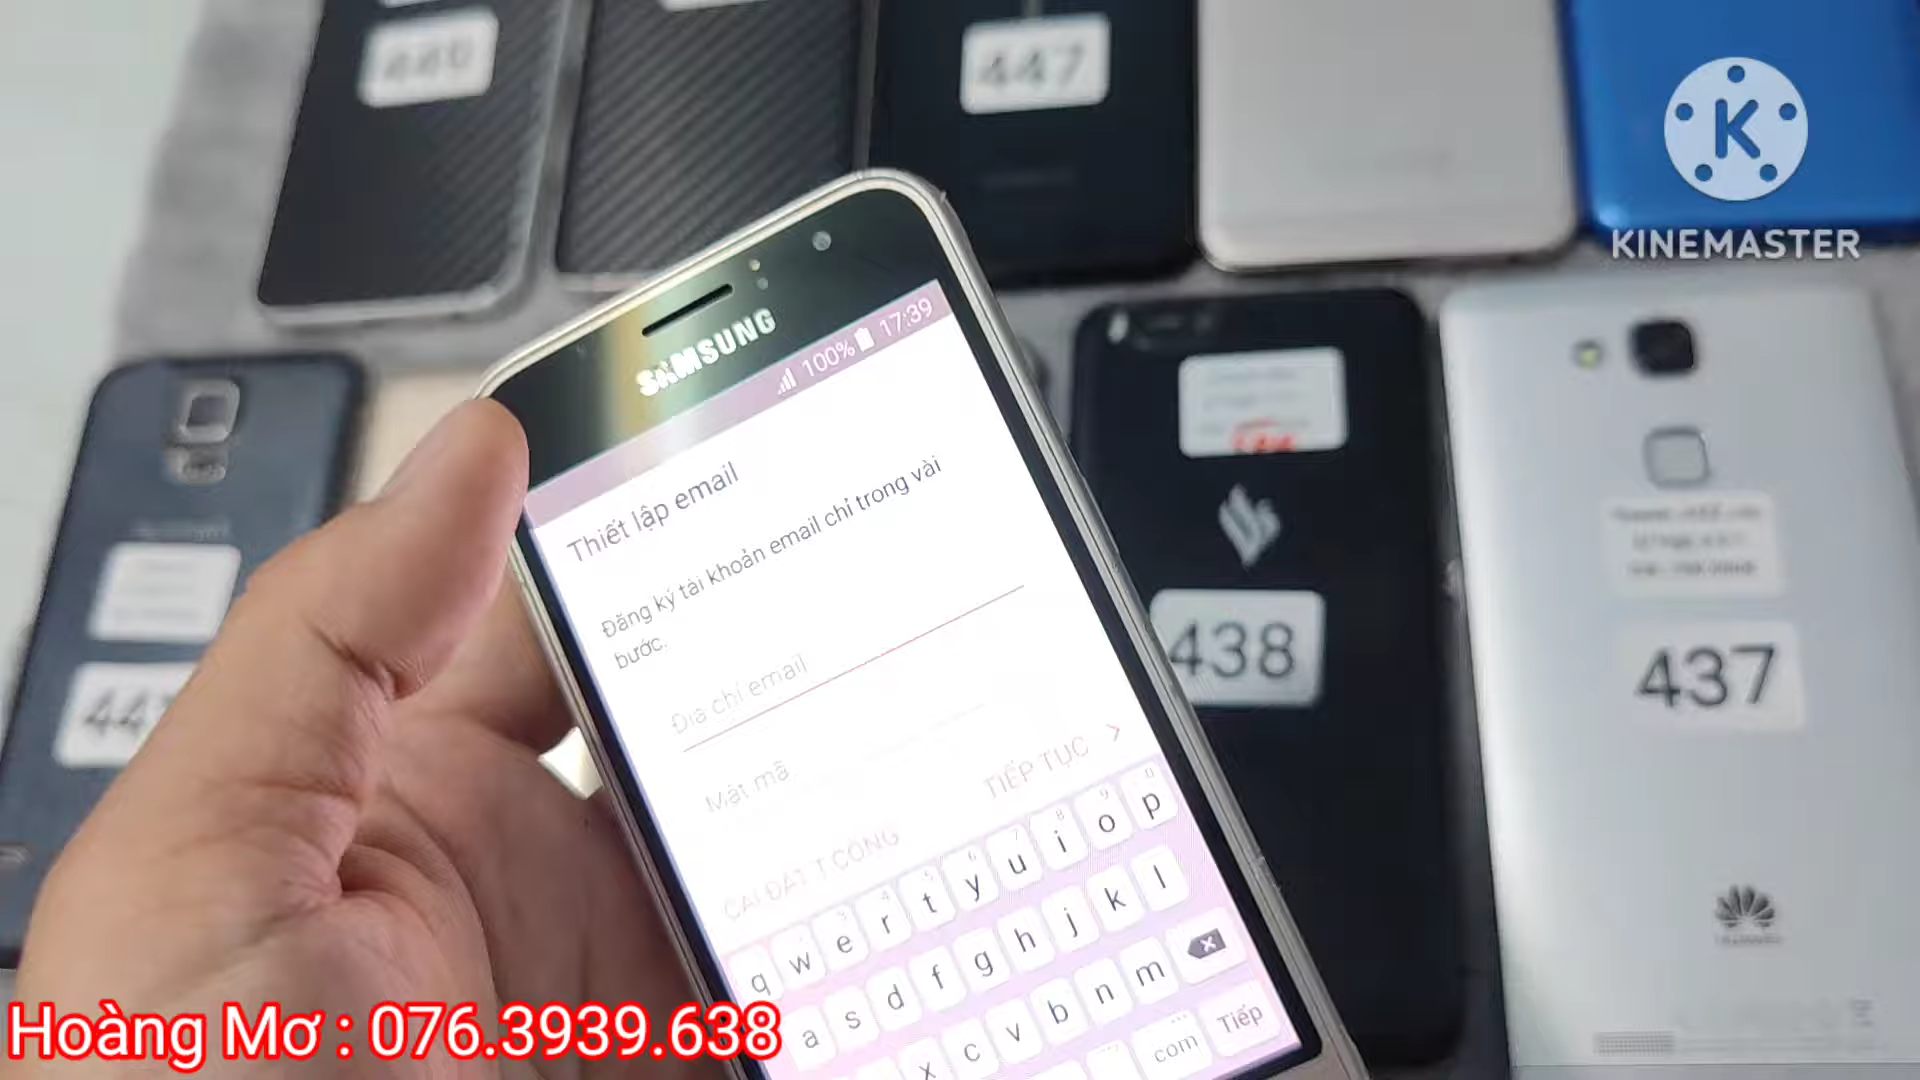 447
KINEMASTER
SAMSUNG
100% 17:39
Thiết lập email
Đăng ký tài khoản email chỉ trong vài
bước.
Địa chỉ email
Mật mã
TIẾP TỤC >
CÀI ĐẶT T.CÔNG
q w e r t y u i o p
a s d f g h j k l
x c v b n m
.com Tiếp
438
437
HUAWEI
Hoàng Mơ : 076.3939.638